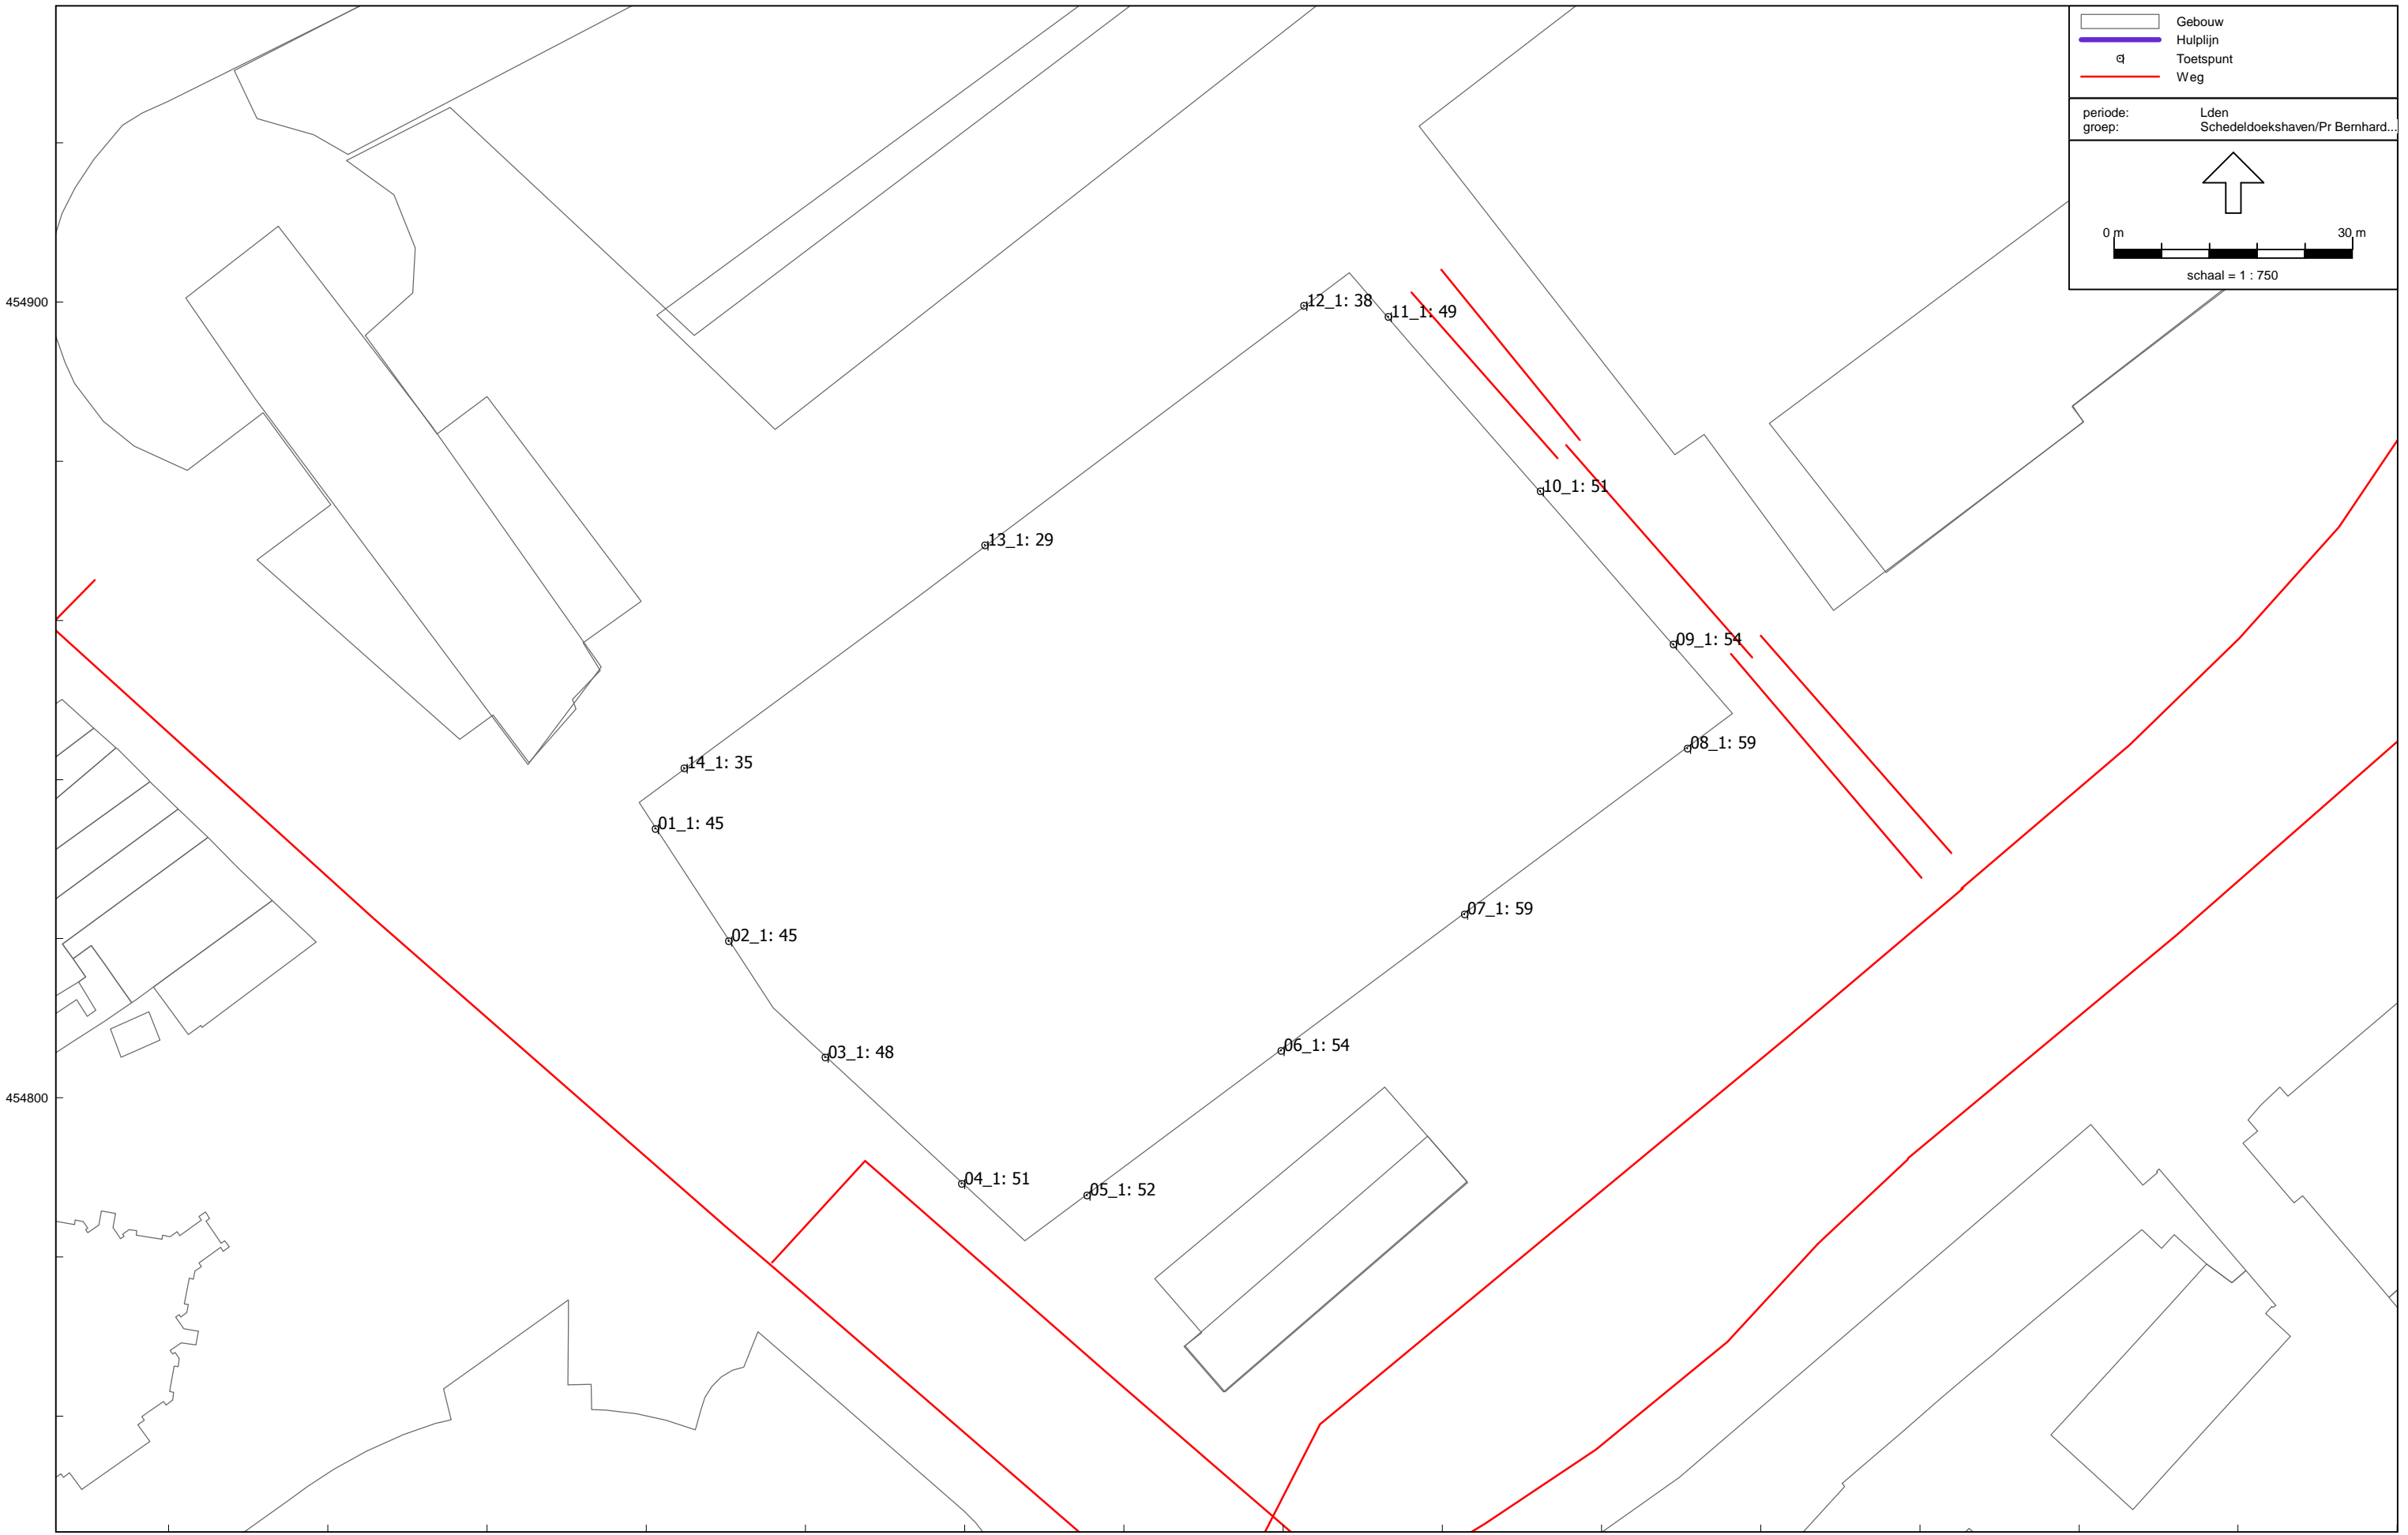 Gebouw
Hulplijn
Toetspunt
Weg
periode: Lden
groep: Schedeldoekshaven/Pr Bernhard...
0 m 30 m
schaal = 1 : 750
454900
12_1: 38
11_1: 49
10_1: 51
13_1: 29
09_1: 54
08_1: 59
14_1: 35
01_1: 45
07_1: 59
02_1: 45
06_1: 54
03_1: 48
454800
04_1: 51
05_1: 52